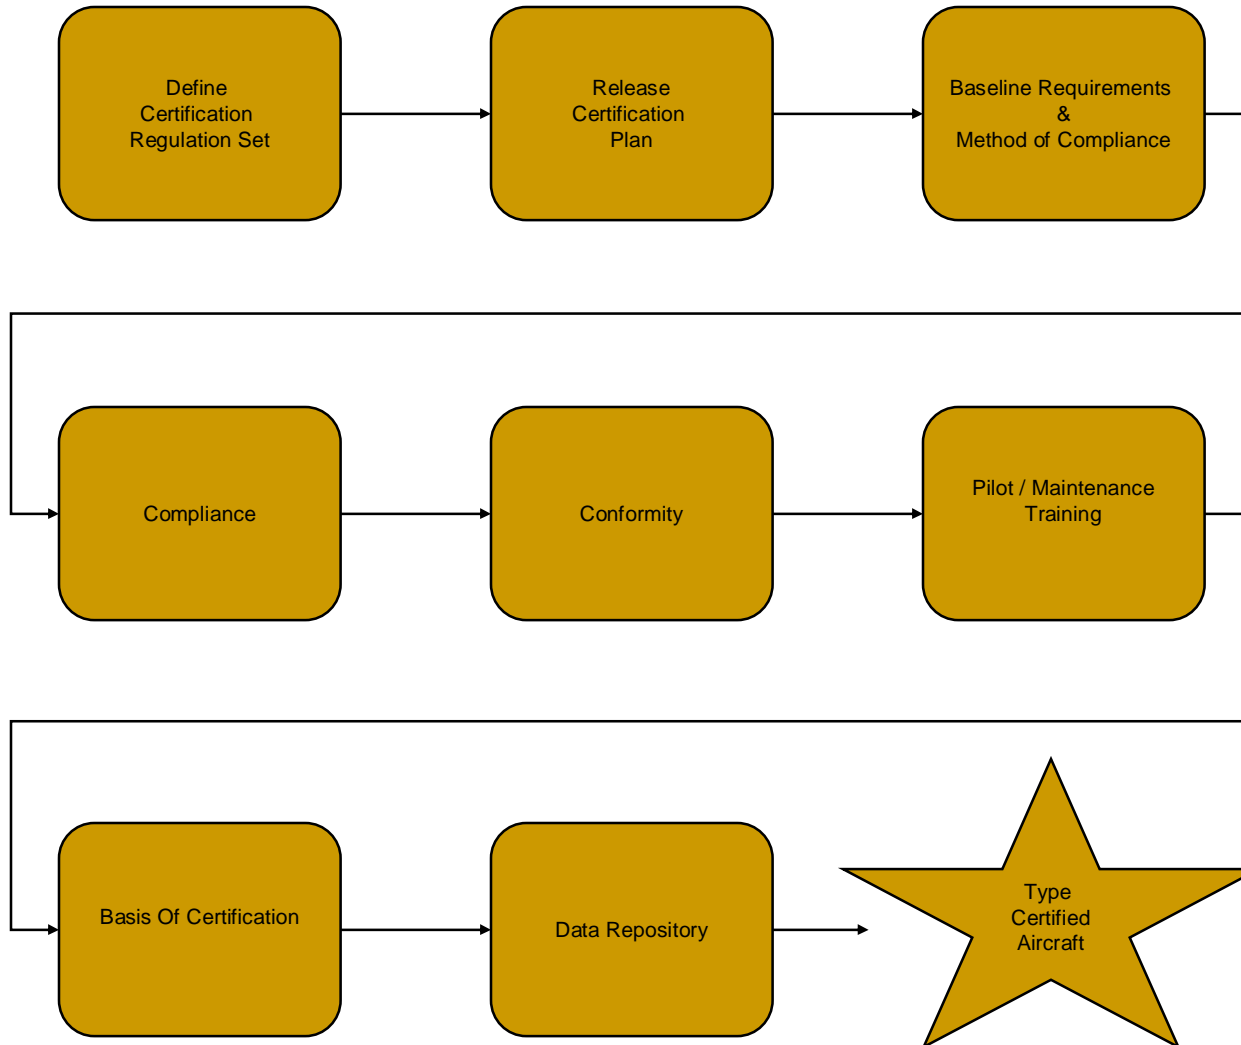 Define
Certification
Regulation Set
Release
Certification
Plan
Baseline Requirements
&
Method of Compliance
Compliance
Conformity
Pilot / Maintenance
Training
Basis Of Certification
Data Repository
Type
Certified
Aircraft